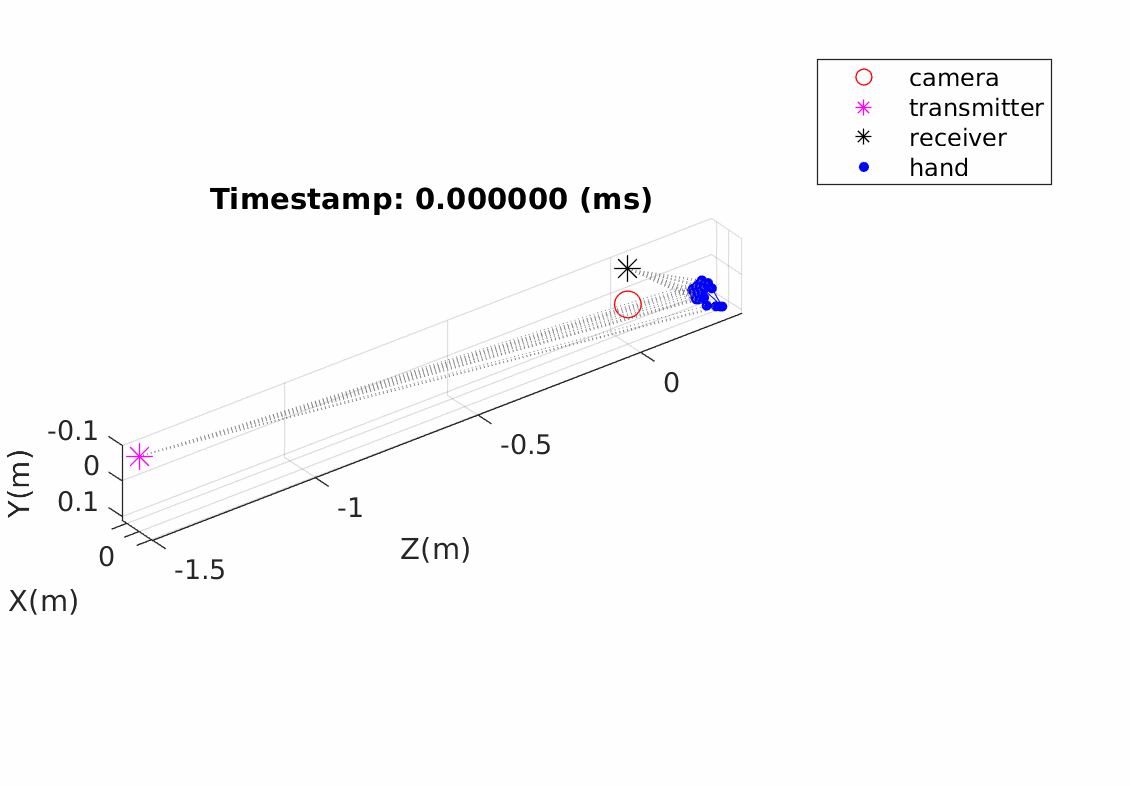 camera
transmitter
receiver
hand
Timestamp: 0.000000 (ms)
-0.1
0
0.1
Y(m)
0
X(m)
-1.5
-1
-0.5
0
Z(m)